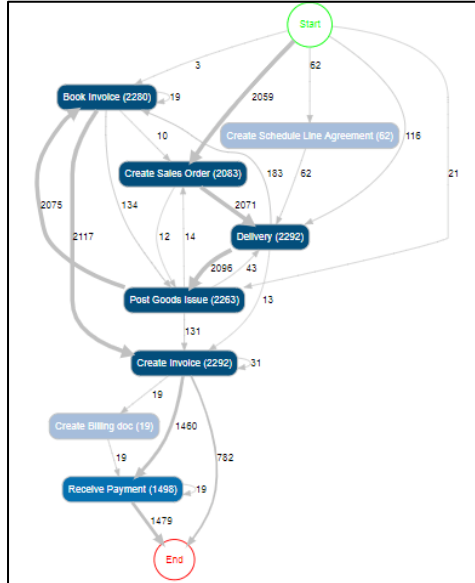 Start
3
62
Book Invoice (2280)
19
2059
10
Create Schedule Line Agreement (62)
115
Create Sales Order (2083)
183
21
2075
134
62
2071
2117
12
14
Delivery (2292)
2096
43
Post Goods Issue (2263)
13
131
Create Invoice (2292)
31
19
Create Billing doc (19)
1460
782
19
Receive Payment (1498)
19
1479
End